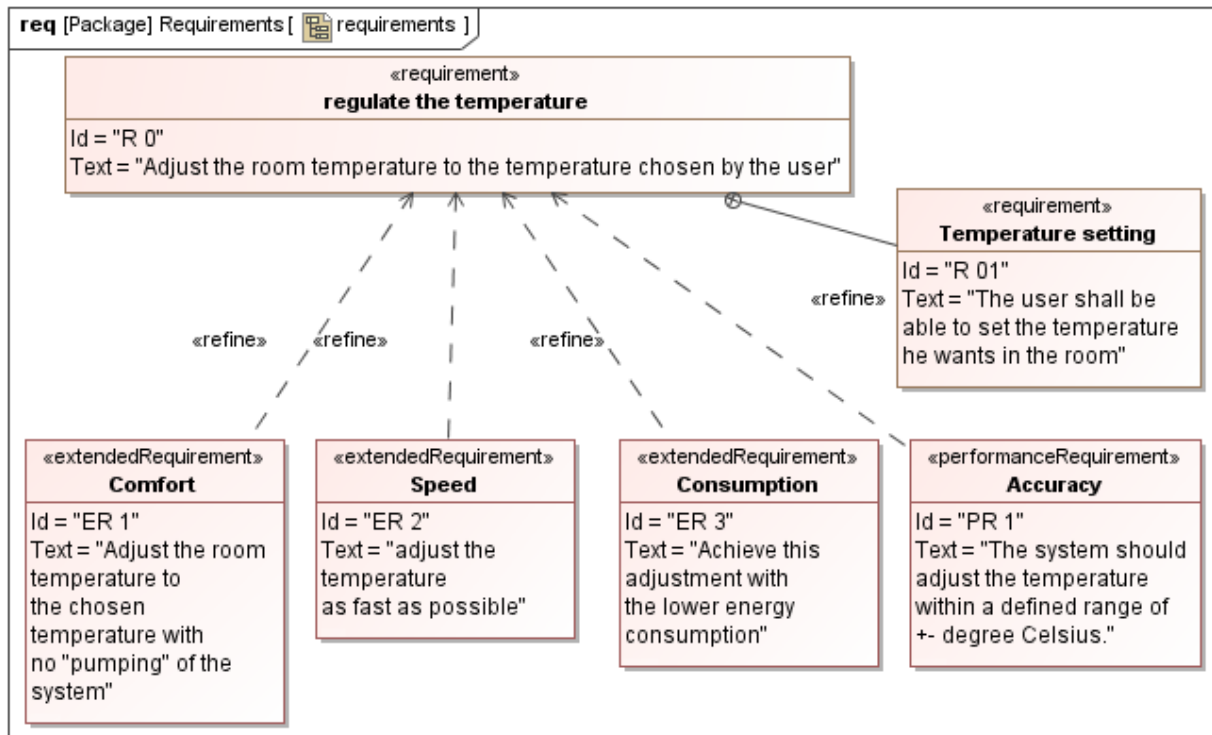 req [Package] Requirements [ requirements ]
«requirement»
regulate the temperature
Id = "R 0"
Text = "Adjust the room temperature to the temperature chosen by the user"
«requirement»
Temperature setting
Id = "R 01"
Text = "The user shall be
able to set the temperature
he wants in the room"
«refine»
«refine»
«refine»
«refine»
«extendedRequirement»
Comfort
Id = "ER 1"
Text = "Adjust the room
temperature to
the chosen
temperature with
no "pumping" of the
system"
«extendedRequirement»
Speed
Id = "ER 2"
Text = "adjust the
temperature
as fast as possible"
«extendedRequirement»
Consumption
Id = "ER 3"
Text = "Achieve this
adjustment with
the lower energy
consumption"
«performanceRequirement»
Accuracy
Id = "PR 1"
Text = "The system should
adjust the temperature
within a defined range of
+- degree Celsius."